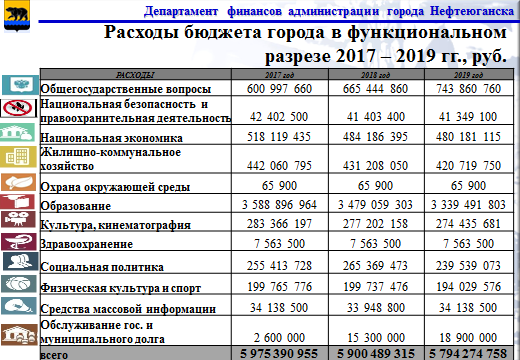 Департамент финансов администрации города Нефтеюганска
Расходы бюджета города в функциональном
разрезе 2017 – 2019 гг., руб.
РАСХОДЫ 2017 год 2018 год 2019 год
Общегосударственные вопросы 600 997 660 665 444 860 743 860 760
Национальная безопасность и
правоохранительная деятельность 42 402 500 41 403 400 41 349 100
Национальная экономика 518 119 435 484 186 395 480 181 115
Жилищно-коммунальное
хозяйство 442 060 795 431 208 050 420 719 750
Охрана окружающей среды 65 900 65 900 65 900
Образование 3 588 896 964 3 479 059 303 3 339 491 803
Культура, кинематография 283 366 197 277 202 158 274 435 681
Здравоохранение 7 563 500 7 563 500 7 563 500
Социальная политика 255 413 728 265 369 473 239 539 073
Физическая культура и спорт 199 765 776 199 737 476 194 029 576
Средства массовой информации 34 138 500 33 948 800 34 138 500
Обслуживание гос. и
муниципального долга 2 600 000 15 300 000 18 900 000
всего 5 975 390 955 5 900 489 315 5 794 274 758